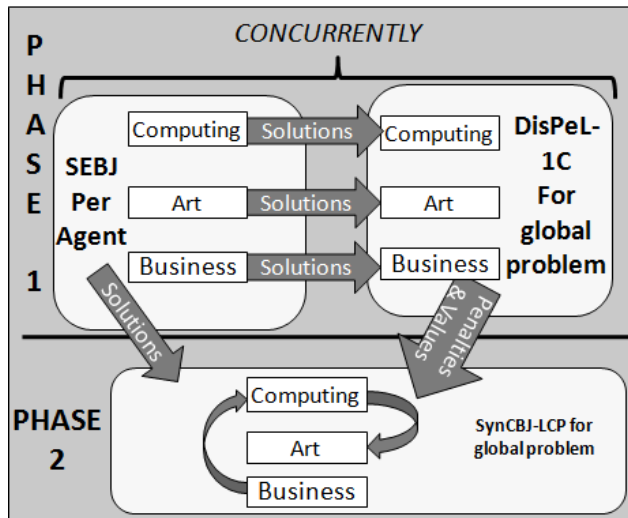 CONCURRENTLY
P
H
A
S
E
1
SEBJ
Per
Agent
Computing
Solutions
Computing
Art
Solutions
Art
Business
Solutions
Business
DisPeL-
1C
For
global
problem
Solutions
Penalties
& Values
PHASE
2
Computing
Art
Business
SynCBJ-LCP for
global problem